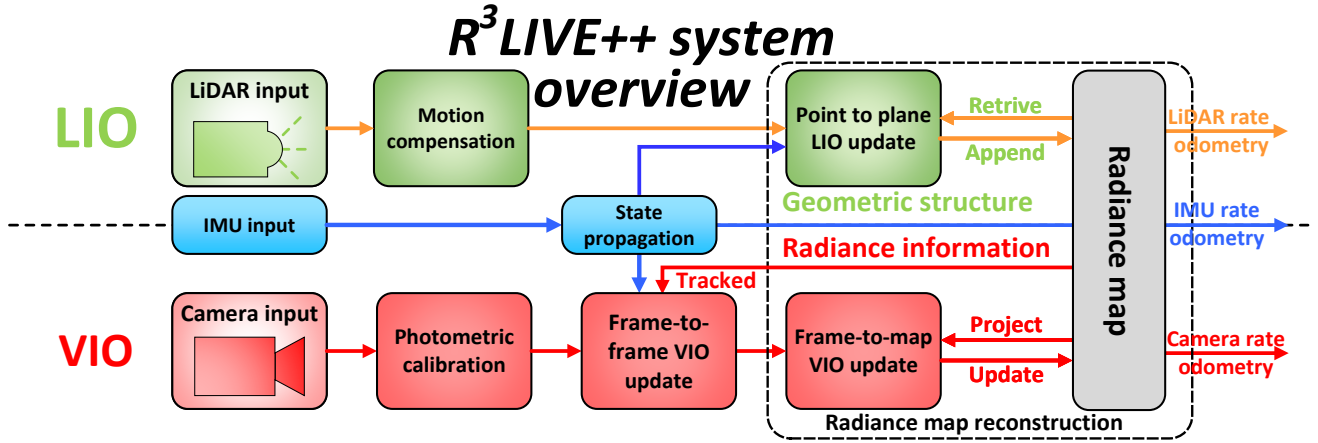 R³LIVE++ system
overview
LIO
LiDAR input
Motion
compensation
Point to plane
LIO update
Retrive
Append
Radiance map
LiDAR rate
odometry
IMU input
State
propagation
Geometric structure
IMU rate
odometry
Radiance information
Tracked
VIO
Camera input
Photometric
calibration
Frame-to-
frame VIO
update
Frame-to-map
VIO update
Project
Update
Camera rate
odometry
Radiance map reconstruction